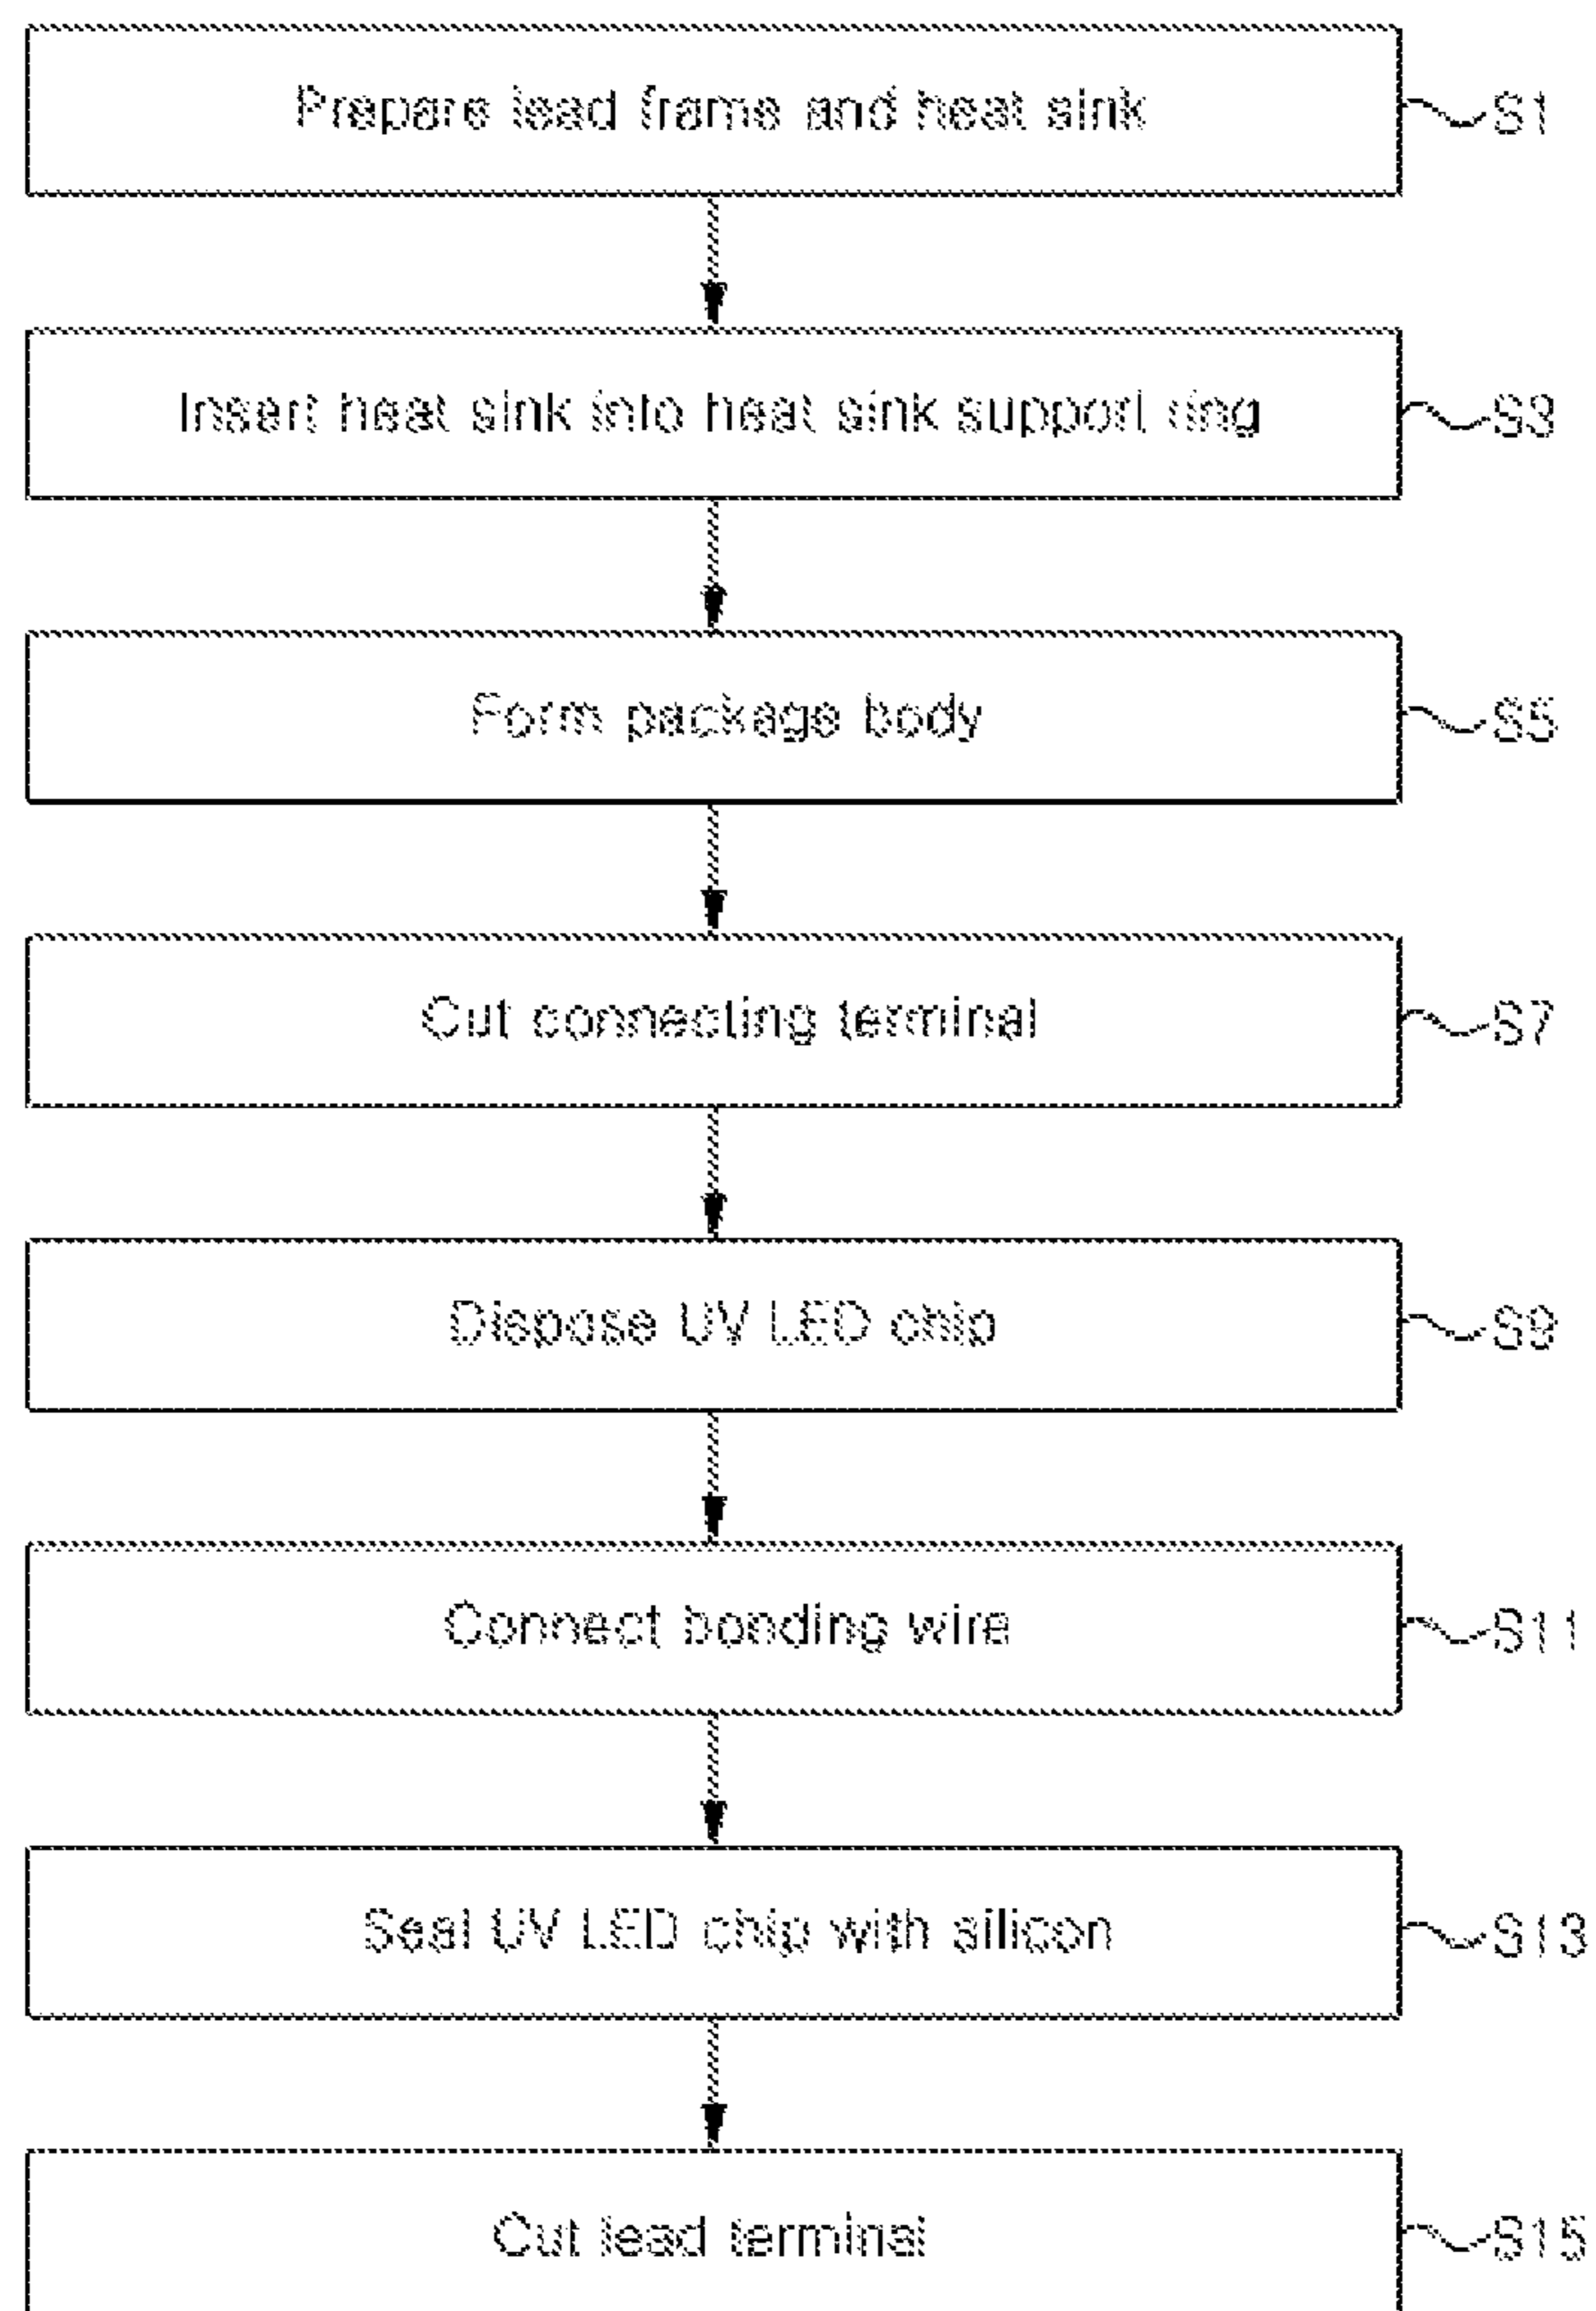 Prepare lead frame and heat sink
S1
Insert heat sink into heat sink support ring
S3
Form package body
S5
Cut connecting terminal
S7
Dispose UV LED chip
S9
Connect bonding wire
S11
Seal UV LED chip with silicon
S13
Cut lead terminal
S15